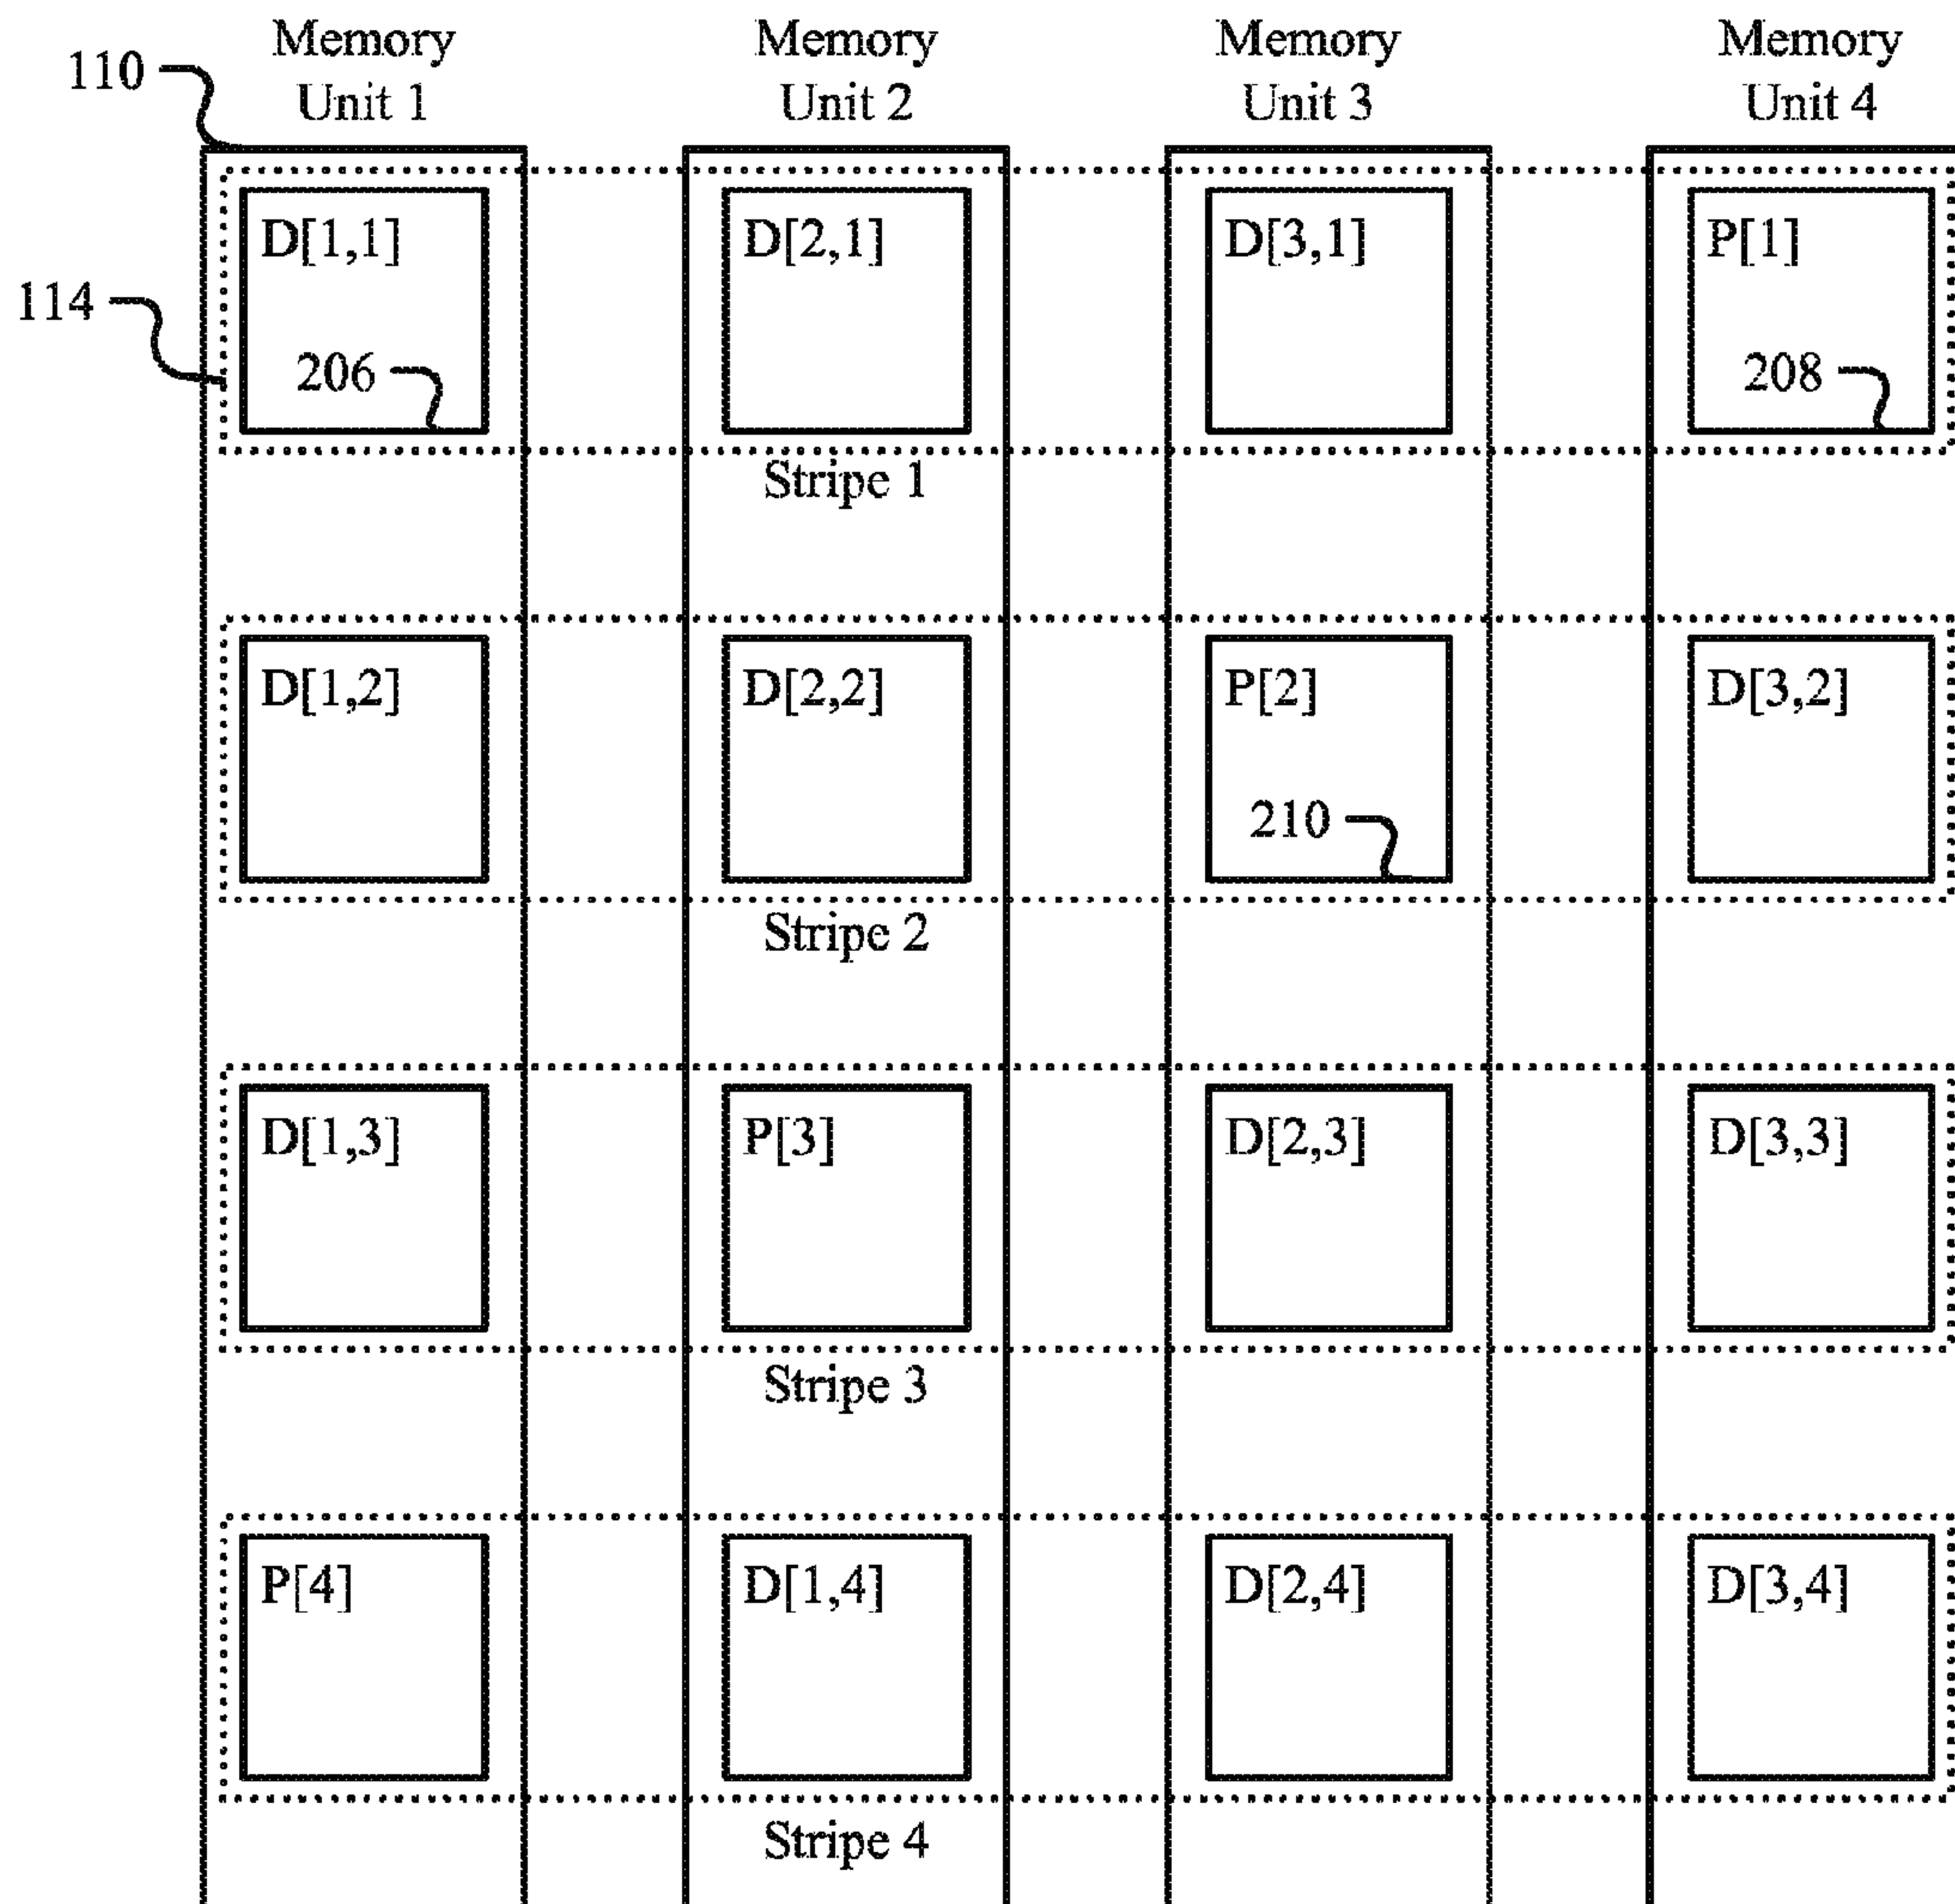 Memory
Unit 1
Memory
Unit 2
Memory
Unit 3
Memory
Unit 4
110
D[1,1]
D[2,1]
D[3,1]
P[1]
114
206
208
Stripe 1
D[1,2]
D[2,2]
P[2]
D[3,2]
210
Stripe 2
D[1,3]
P[3]
D[2,3]
D[3,3]
Stripe 3
P[4]
D[1,4]
D[2,4]
D[3,4]
Stripe 4